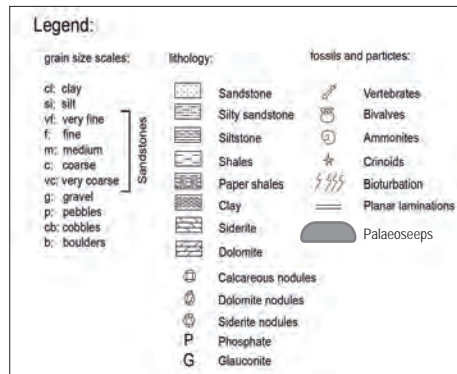 Legend:
grain size scales:
cl: clay
si: silt
vf: very fine
f: fine
m: medium
c: coarse
vc: very coarse
g: gravel
p: pebbles
cb: cobbles
b: boulders
Sandstones
lithology:
Sandstone
Silty sandstone
Siltstone
Shales
Paper shales
Clay
Siderite
Dolomite
Calcareous nodules
Dolomite nodules
Siderite nodules
P Phosphate
G Glauconite
fossils and particles:
Vertebrates
Bivalves
Ammonites
Crinoids
Bioturbation
Planar laminations
Palaeoseeps